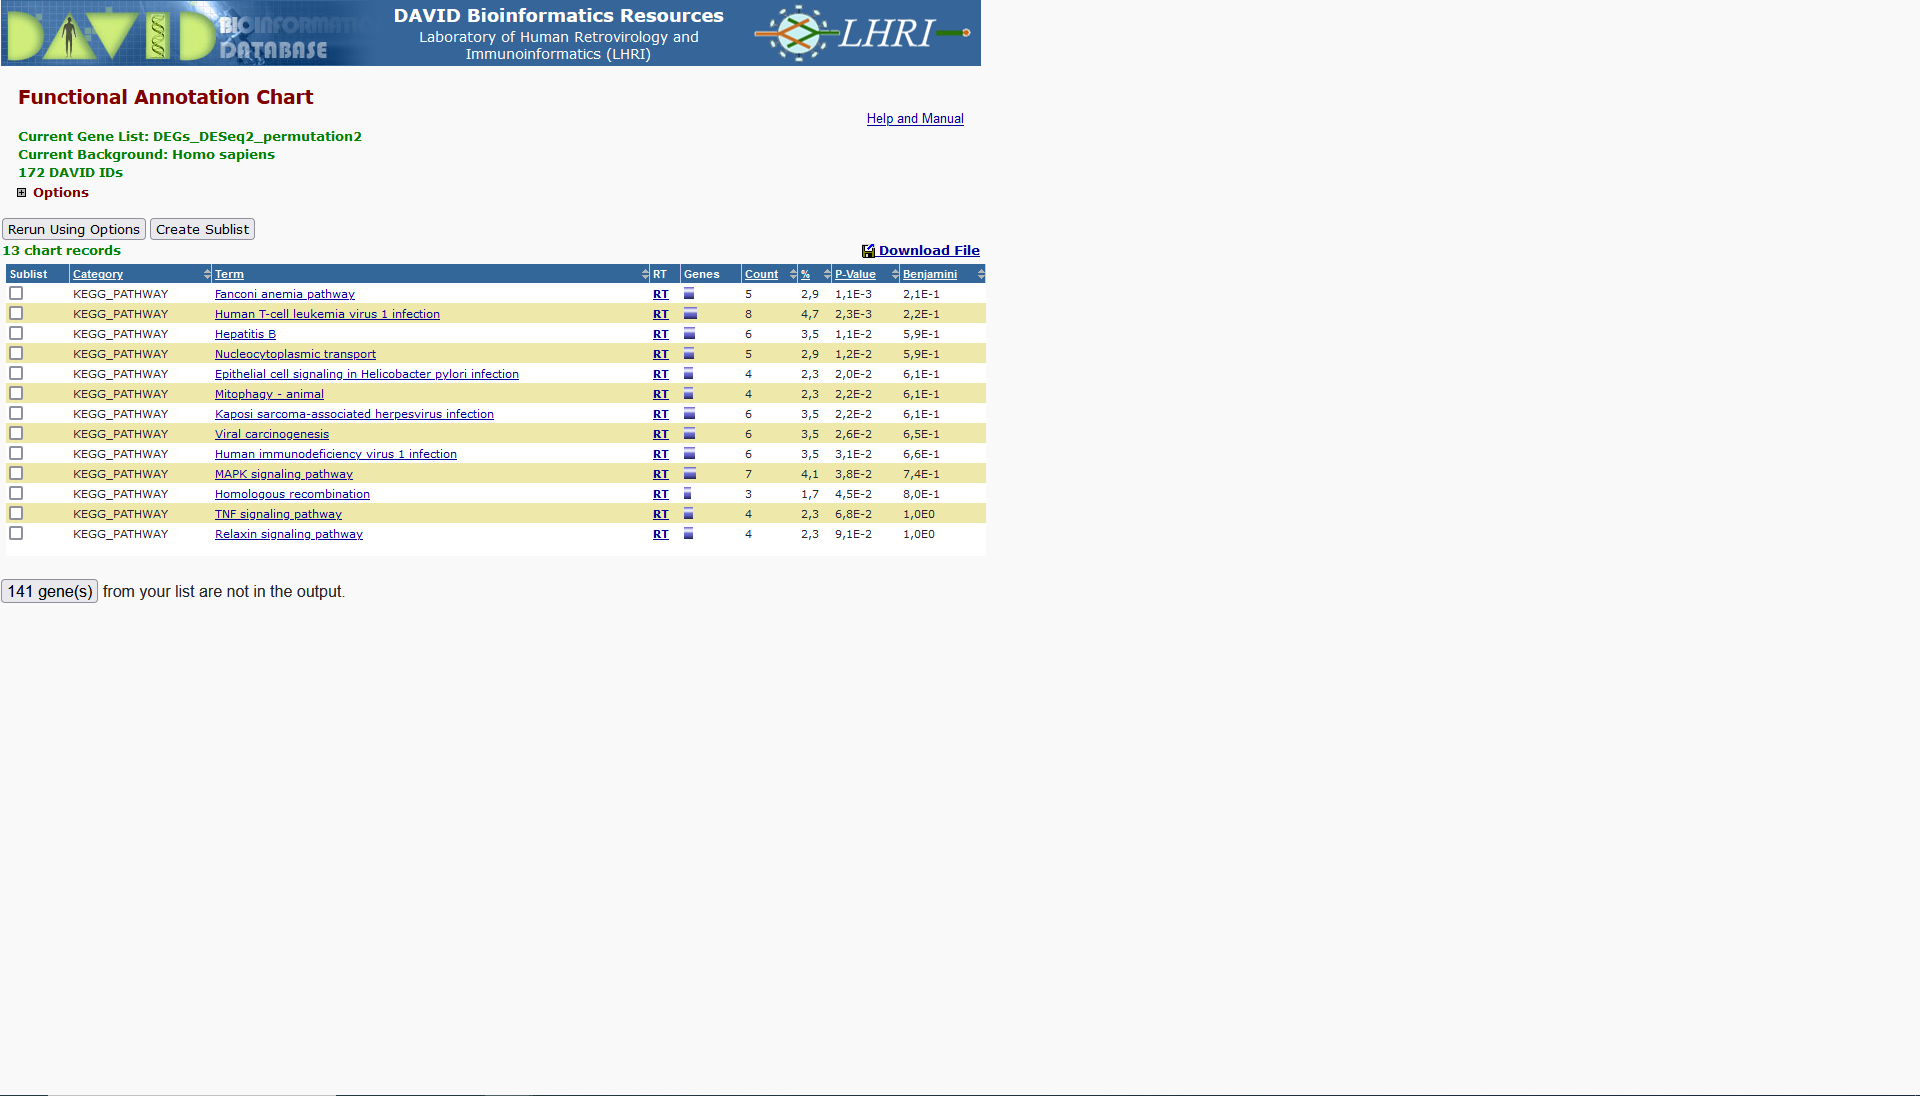 DAVID BIOINFORMATICS
DATABASE
DAVID Bioinformatics Resources
Laboratory of Human Retrovirology and
Immunoinformatics (LHRI)
LHRI
Functional Annotation Chart
Help and Manual
Current Gene List: DEGs_DESeq2_permutation2
Current Background: Homo sapiens
172 DAVID IDs
Options
Rerun Using Options Create Sublist
13 chart records Download File
Sublist Category Term RT Genes Count % P-Value Benjamini
KEGG_PATHWAY Fanconi anemia pathway RT 5 2,9 1,1E-3 2,1E-1
KEGG_PATHWAY Human T-cell leukemia virus 1 infection RT 8 4,7 2,3E-3 2,2E-1
KEGG_PATHWAY Hepatitis B RT 6 3,5 1,1E-2 5,9E-1
KEGG_PATHWAY Nucleocytoplasmic transport RT 5 2,9 1,2E-2 5,9E-1
KEGG_PATHWAY Epithelial cell signaling in Helicobacter pylori infection RT 4 2,3 2,0E-2 6,1E-1
KEGG_PATHWAY Mitophagy - animal RT 4 2,3 2,2E-2 6,1E-1
KEGG_PATHWAY Kaposi sarcoma-associated herpesvirus infection RT 6 3,5 2,2E-2 6,1E-1
KEGG_PATHWAY Viral carcinogenesis RT 6 3,5 2,6E-2 6,5E-1
KEGG_PATHWAY Human immunodeficiency virus 1 infection RT 6 3,5 3,1E-2 6,6E-1
KEGG_PATHWAY MAPK signaling pathway RT 7 4,1 3,8E-2 7,4E-1
KEGG_PATHWAY Homologous recombination RT 3 1,7 4,5E-2 8,0E-1
KEGG_PATHWAY TNF signaling pathway RT 4 2,3 6,8E-2 1,0E0
KEGG_PATHWAY Relaxin signaling pathway RT 4 2,3 9,1E-2 1,0E0
141 gene(s) from your list are not in the output.